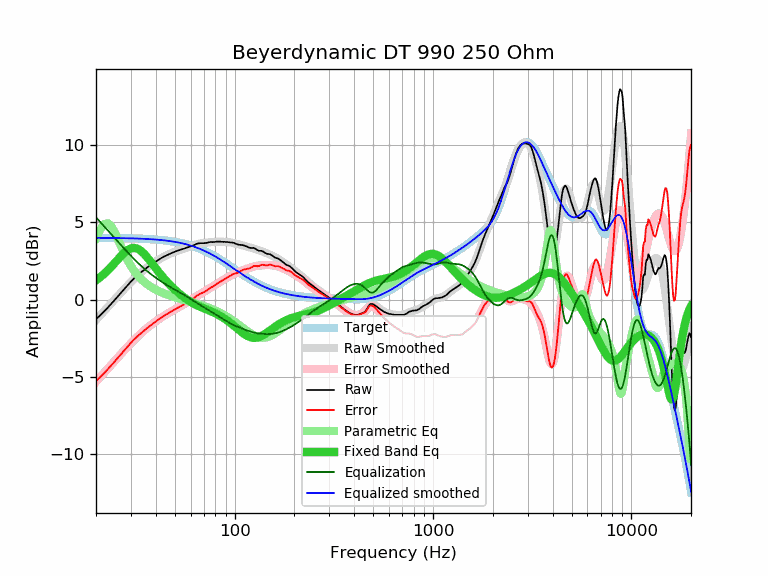 Beyerdynamic DT 990 250 Ohm
Amplitude (dBr)
10
5
0
−5
−10
Target
Raw Smoothed
Error Smoothed
Raw
Error
Parametric Eq
Fixed Band Eq
Equalization
Equalized smoothed
100
1000
10000
Frequency (Hz)